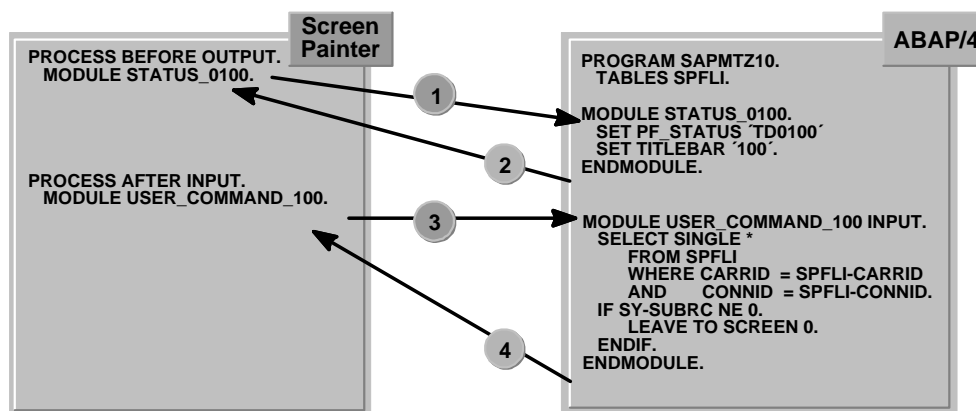 Screen
Painter
PROCESS BEFORE OUTPUT.
MODULE STATUS_0100.
PROCESS AFTER INPUT.
MODULE USER_COMMAND_100.
1
2
3
4
ABAP/4
PROGRAM SAPMTZ10.
TABLES SPFLI.
MODULE STATUS_0100.
SET PF_STATUS ´TD0100´
SET TITLEBAR ´100´.
ENDMODULE.
MODULE USER_COMMAND_100 INPUT.
SELECT SINGLE *
FROM SPFLI
WHERE CARRID = SPFLI-CARRID
AND CONNID = SPFLI-CONNID.
IF SY-SUBRC NE 0.
LEAVE TO SCREEN 0.
ENDIF.
ENDMODULE.